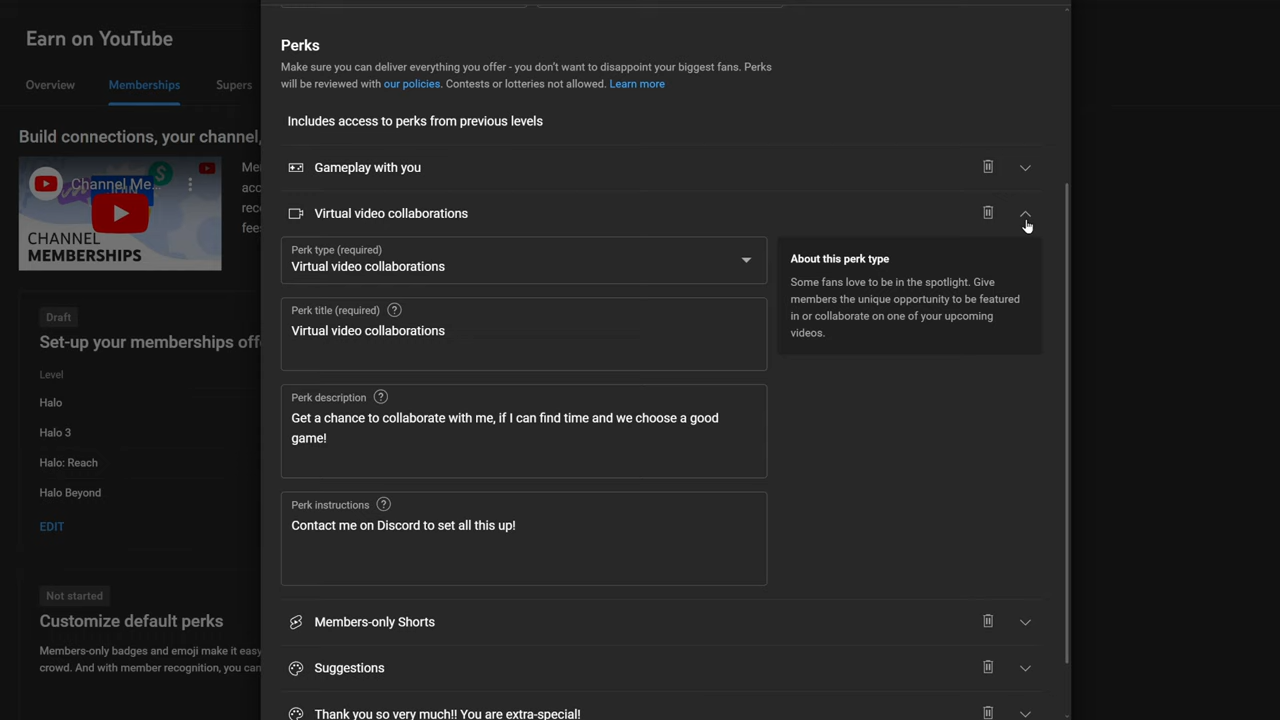 Earn on YouTube
Overview
Memberships
Supers
Build connections, your channel,
Channel Me...
JOIN
CHANNEL
MEMBERSHIPS
Draft
Set-up your memberships off
Level
Halo
Halo 3
Halo: Reach
Halo Beyond
EDIT
Not started
Customize default perks
Members-only badges and emoji make it easy
crowd. And with member recognition, you can
Perks
Make sure you can deliver everything you offer - you don't want to disappoint your biggest fans. Perks
will be reviewed with our policies. Contests or lotteries not allowed. Learn more
Includes access to perks from previous levels
Gameplay with you
Virtual video collaborations
Perk type (required)
Virtual video collaborations
Perk title (required)
Virtual video collaborations
Perk description
Get a chance to collaborate with me, if I can find time and we choose a good
game!
Perk instructions
Contact me on Discord to set all this up!
About this perk type
Some fans love to be in the spotlight. Give
members the unique opportunity to be featured
in or collaborate on one of your upcoming
videos.
Members-only Shorts
Suggestions
Thank you so very much!! You are extra-special!